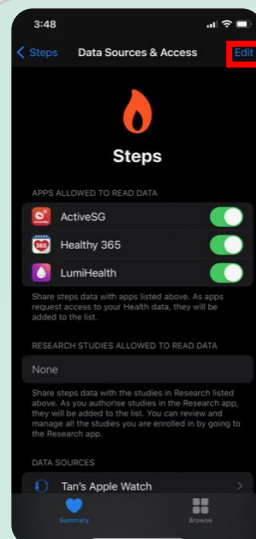 3:48
Steps
Data Sources & Access
Edit
Steps
APPS ALLOWED TO READ DATA
ActiveSG
365
Healthy 365
LumiHealth
Share steps data with apps listed above. As apps
request access to your Health data, they will be
added to the list.
RESEARCH STUDIES ALLOWED TO READ DATA
None
Share steps data with the studies in Research listed
above. As you authorise studies in the Research app,
they will be added to the list. You can review and
manage all the studies you are enrolled in by going to
the Research app.
DATA SOURCES
Tan's Apple Watch
Summary
Browse